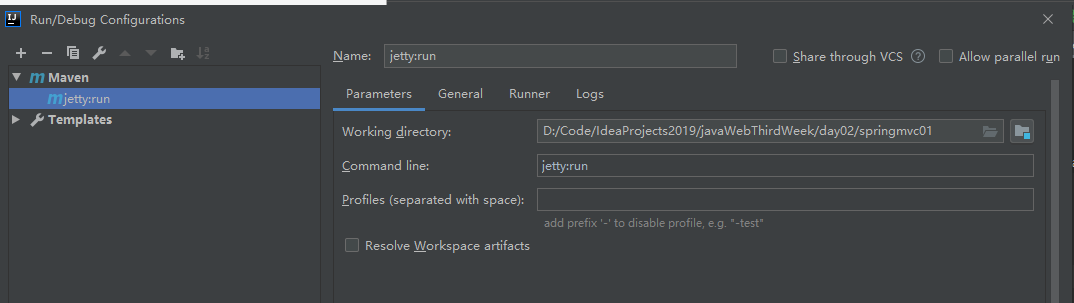 Run/Debug Configurations
Name: jetty:run Share through VCS ? Allow parallel run
Maven
jetty:run
Templates
Parameters General Runner Logs
Working directory: D:/Code/IdeaProjects2019/javaWebThirdWeek/day02/springmvc01
Command line: jetty:run
Profiles (separated with space):
add prefix '-' to disable profile, e.g. "-test"
Resolve Workspace artifacts